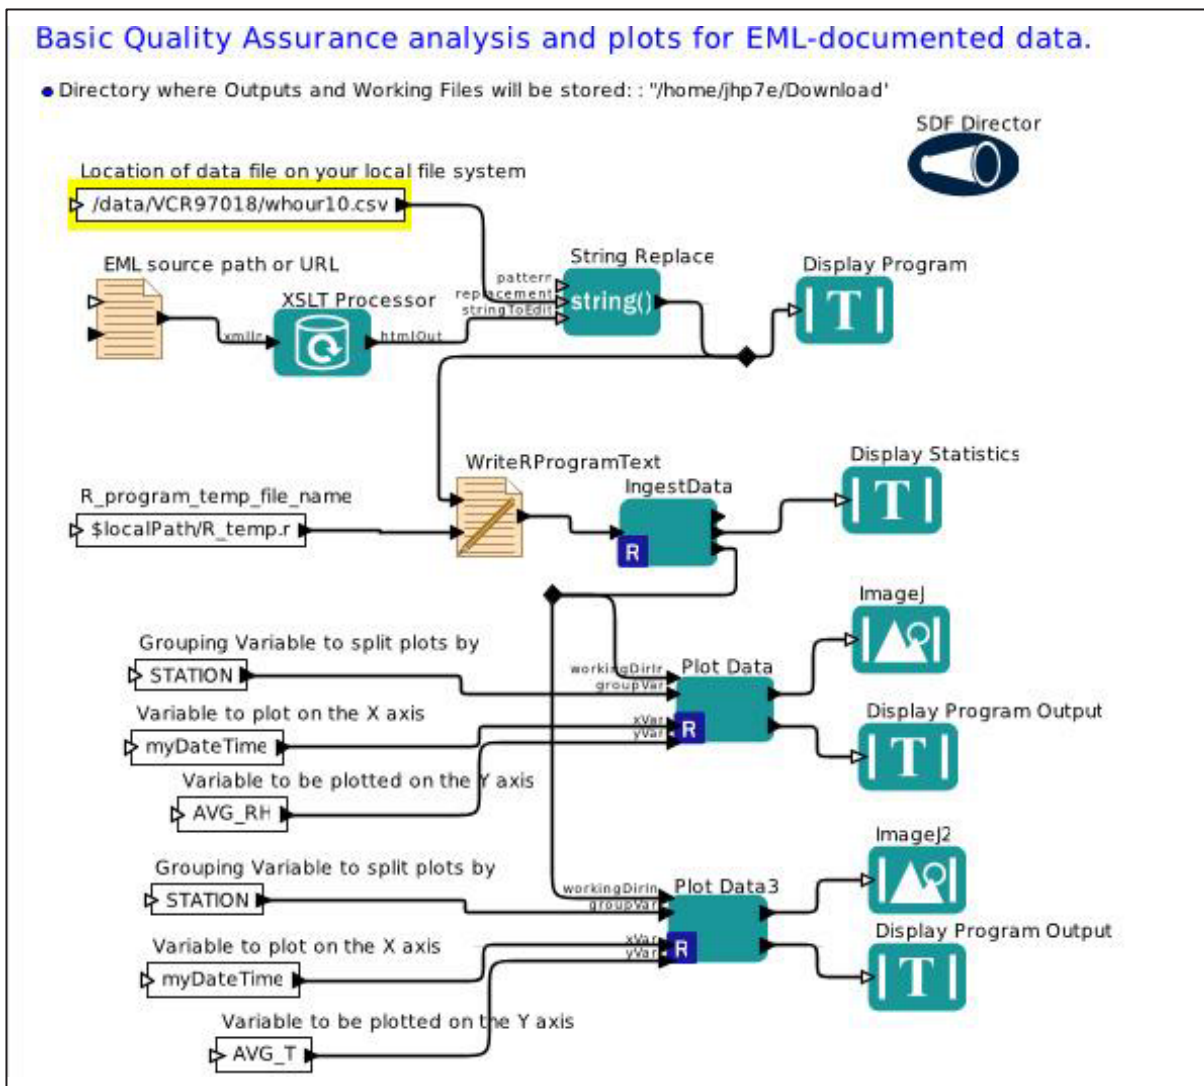 Basic Quality Assurance analysis and plots for EML-documented data.
Directory where Outputs and Working Files will be stored: : "/home/jhp7e/Download'
SDF Director
Location of data file on your local file system
/data/VCR97018/whour10.csv
EML source path or URL
XSLT Processor
xmlIr
htmlOut
String Replace
patterr
replacement
stringToEdit
string()
Display Program
T
WriteRProgramText
IngestData
R
Display Statistics
T
R_program_temp_file_name
$localPath/R_temp.r
ImageJ
Grouping Variable to split plots by
STATION
workingDirIr
groupVar
Plot Data
Variable to plot on the X axis
myDateTime
xVar
yVar
R
Display Program Output
T
Variable to be plotted on the Y axis
AVG_RH
ImageJ2
Grouping Variable to split plots by
STATION
workingDirIn
groupVar
Plot Data3
Variable to plot on the X axis
myDateTime
xVar
yVar
R
Display Program Output
T
Variable to be plotted on the Y axis
AVG_T